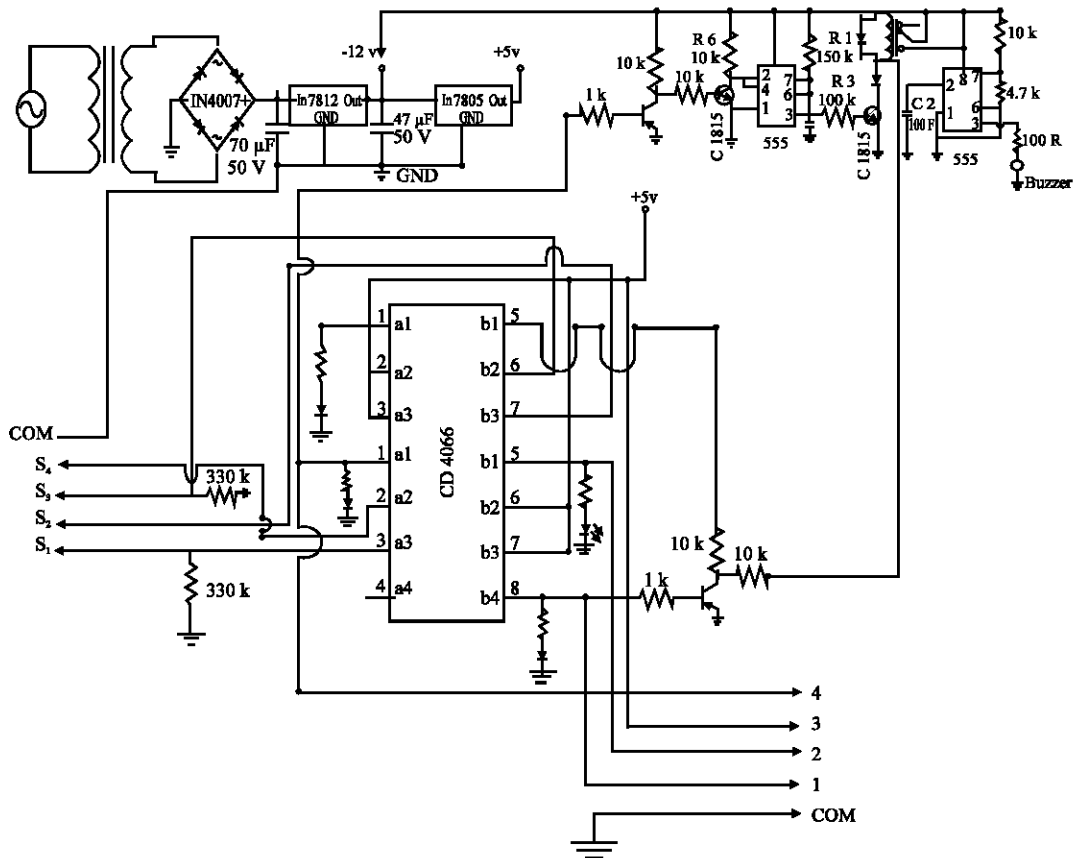 -12 v
+5v
IN4007+
In7812 Out
GND
In7805 Out
GND
70 µF
50 V
47 µF
50 V
GND
10 k
1 k
10 k
R 6
10 k
C 1815
2
4
1
7
6
3
555
150 k
R 3
100 k
R 1
C 1815
C 2
100 F
2
1
8
7
6
3
555
10 k
4.7 k
100 R
Buzzer
+5v
CD 4066
1 a1
2 a2
3 a3
1 a1
2 a2
3 a3
4 a4
b1 5
b2 6
b3 7
b1 5
b2 6
b3 7
b4 8
COM
S4
S3
S2
S1
330 k
330 k
10 k
10 k
1 k
4
3
2
1
COM